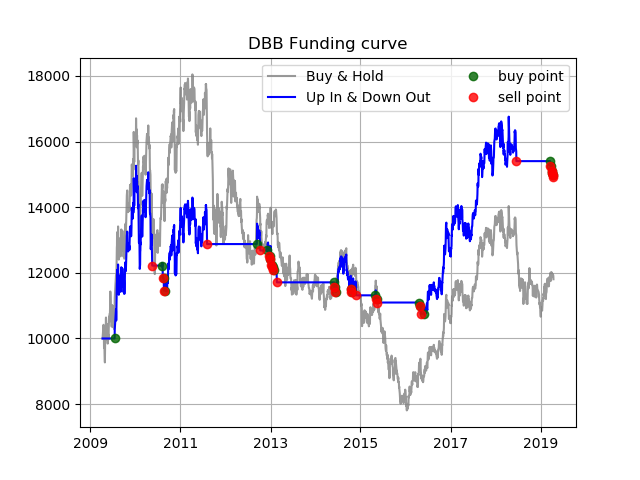 DBB Funding curve
Buy & Hold
Up In & Down Out
buy point
sell point
18000
16000
14000
12000
10000
8000
2009 2011 2013 2015 2017 2019